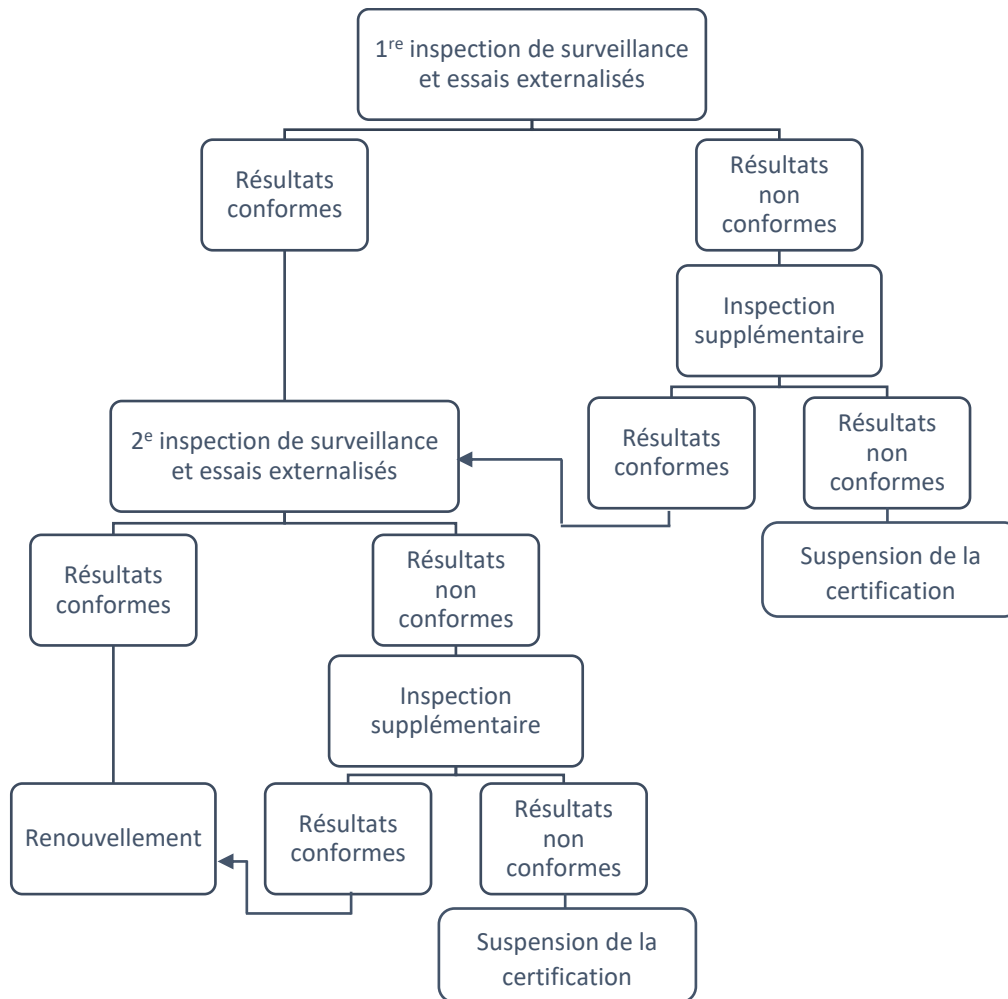 1re inspection de surveillance
et essais externalisés
Résultats
conformes
Résultats
non
conformes
Inspection
supplémentaire
Résultats
conformes
Résultats
non
conformes
Suspension de la
certification
2e inspection de surveillance
et essais externalisés
Résultats
conformes
Résultats
non
conformes
Inspection
supplémentaire
Renouvellement
Résultats
conformes
Résultats
non
conformes
Suspension de la
certification